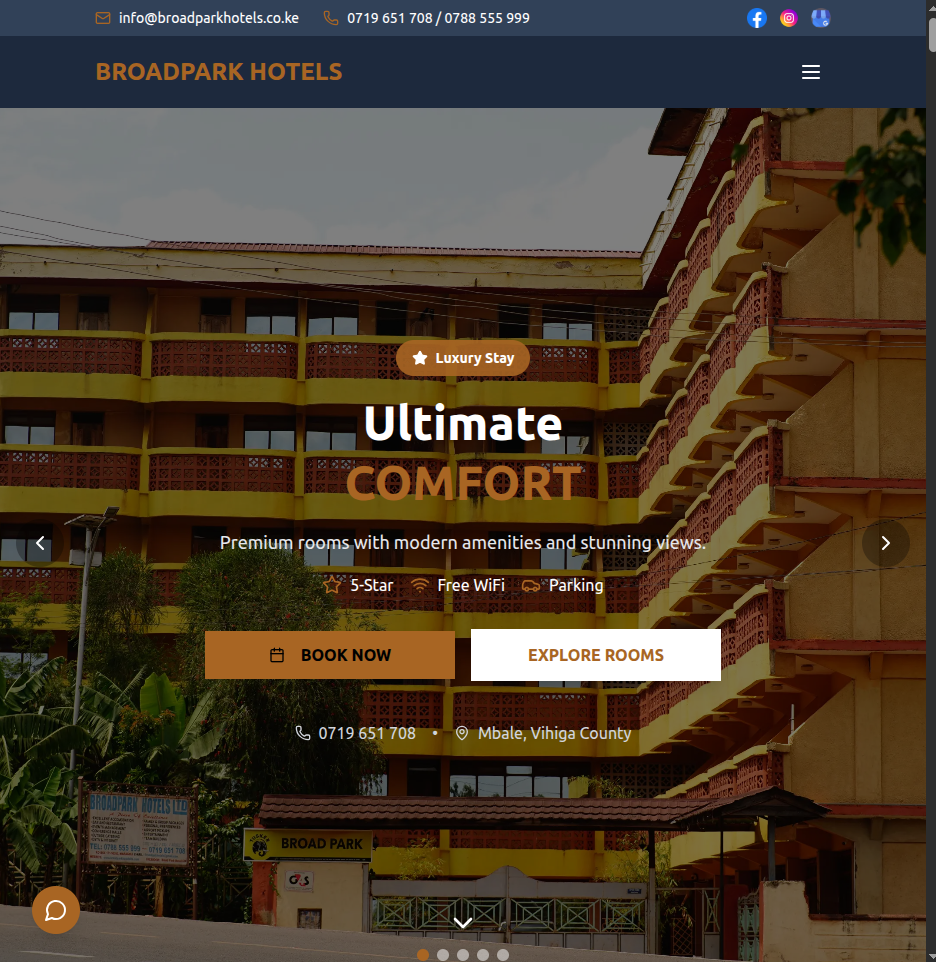 info@broadparkhotels.co.ke
0719 651 708 / 0788 555 999
BROADPARK HOTELS
Luxury Stay
Ultimate
COMFORT
Premium rooms with modern amenities and stunning views.
5-Star Free WiFi Parking
BOOK NOW
EXPLORE ROOMS
0719 651 708 • Mbale, Vihiga County
BROADPARK HOTELS LTD.
BROAD PARK
G4S